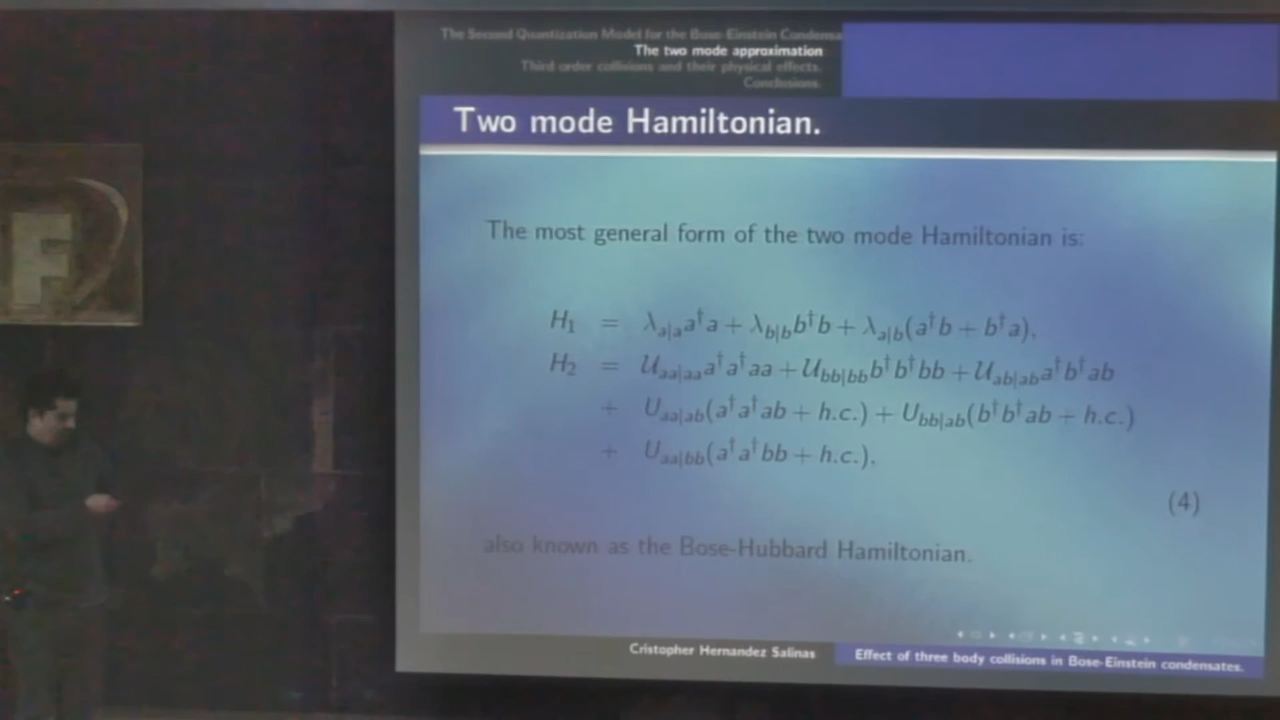 The Second Quantization Model for the Bose-Einstein Condensa
The two mode approximation
Third order collisions and their physical effects.
Conclusions.
Two mode Hamiltonian.
F
The most general form of the two mode Hamiltonian is:
H₁ = λ_{a|a}a†a + λ_{b|b}b†b + λ_{a|b}(a†b + b†a),
H₂ = U_{aa|aa}a†a†aa + U_{bb|bb}b†b†bb + U_{ab|ab}a†b†ab
+ U_{aa|ab}(a†a†ab + h.c.) + U_{bb|ab}(b†b†ab + h.c.)
+ U_{aa|bb}(a†a†bb + h.c.),
(4)
also known as the Bose-Hubbard Hamiltonian.
Cristopher Hernandez Salinas
Effect of three body collisions in Bose-Einstein condensates.